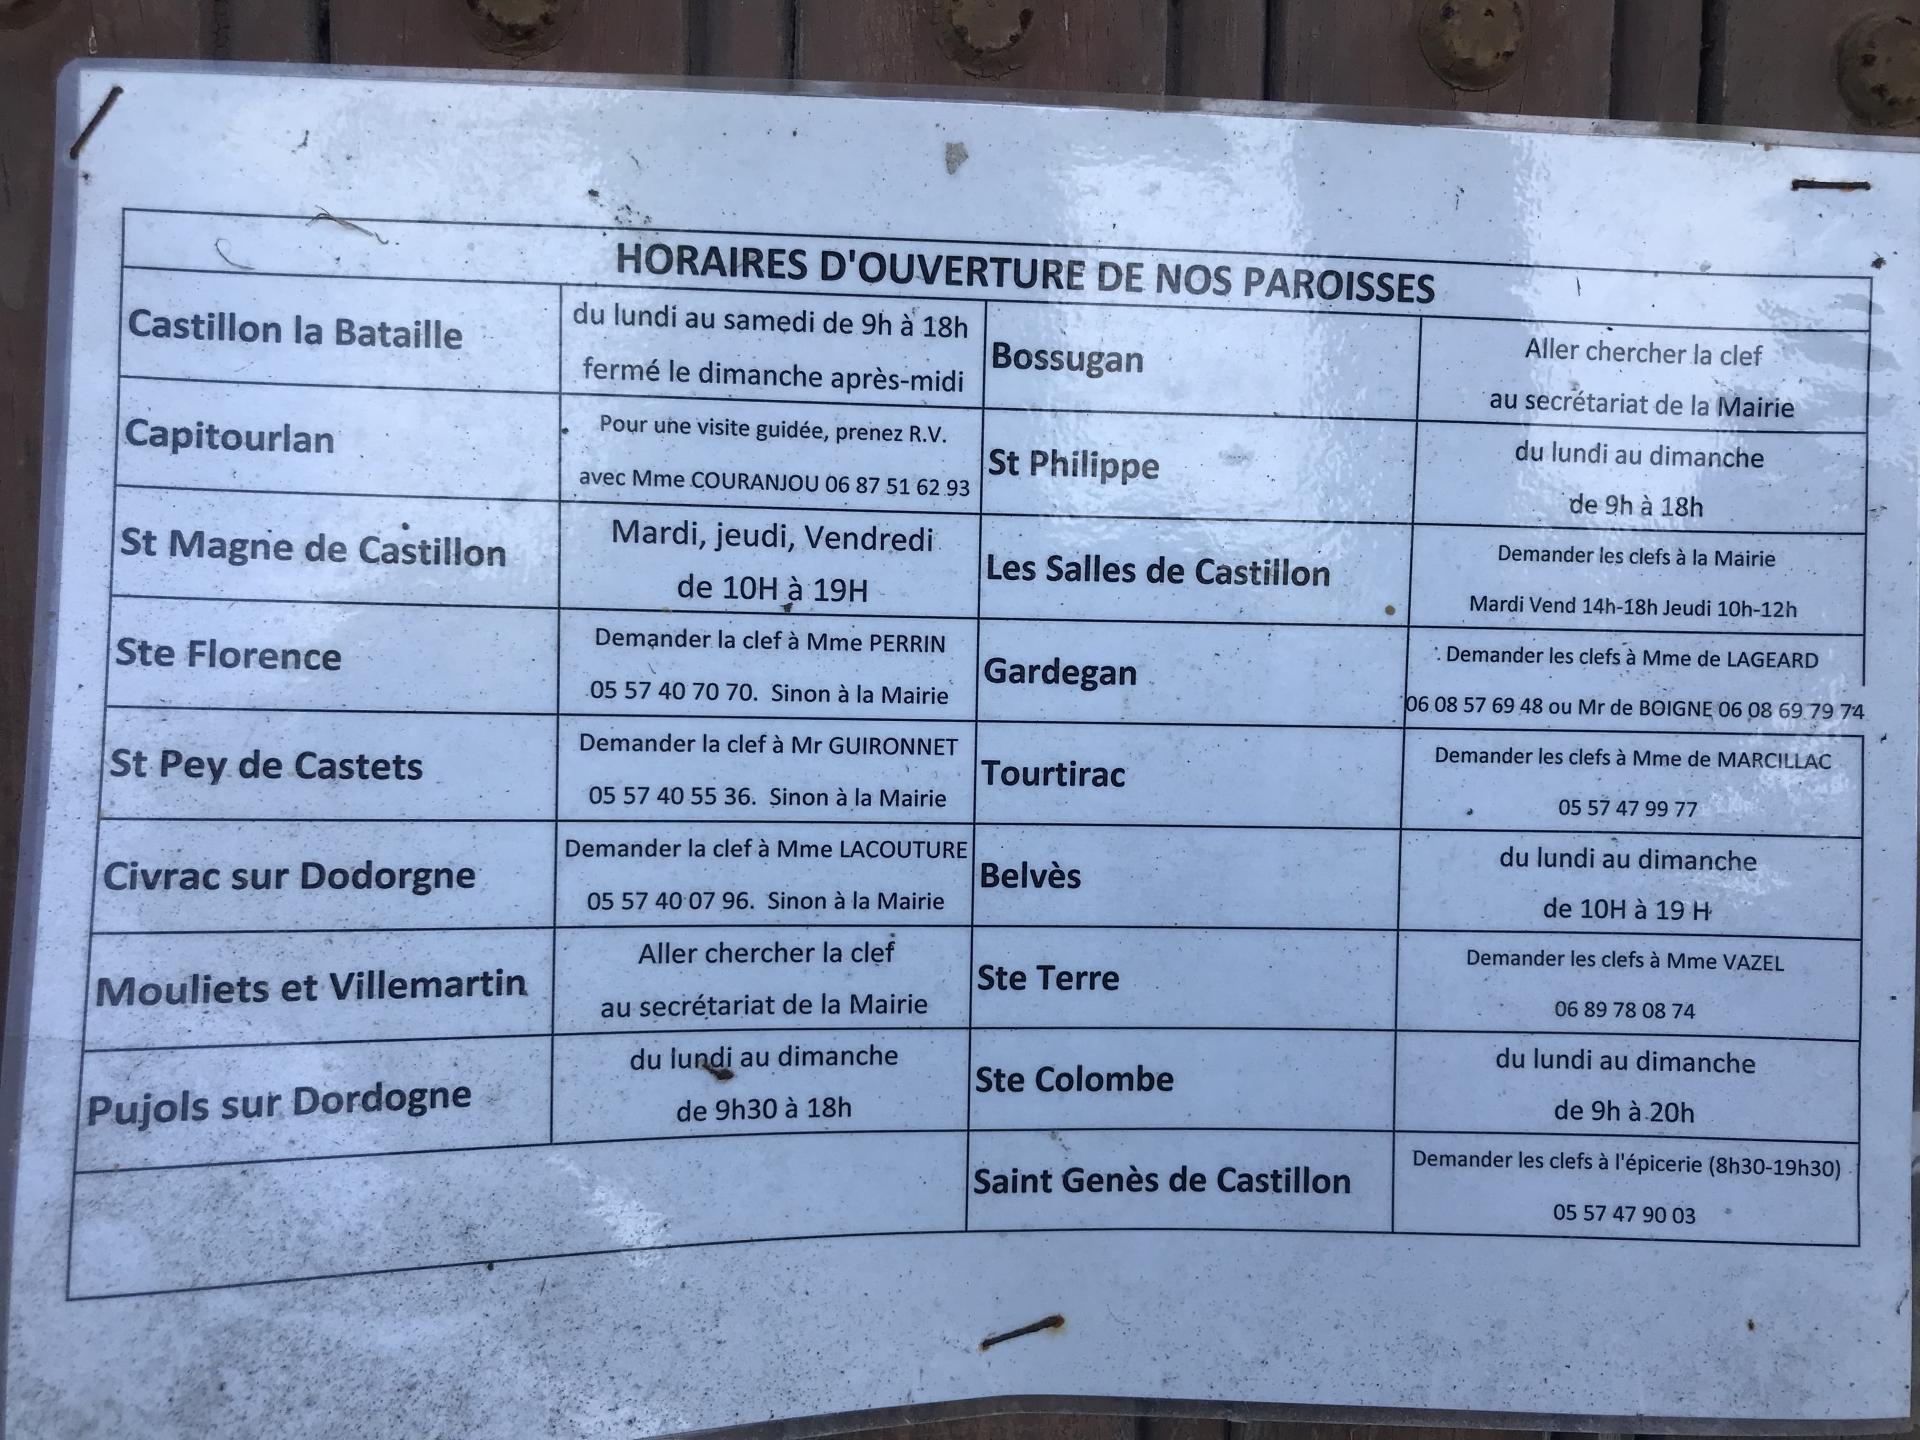 HORAIRES D'OUVERTURE DE NOS PAROISSES
Castillon la Bataille
du lundi au samedi de 9h à 18h
fermé le dimanche après-midi
Bossugan
Aller chercher la clef
au secrétariat de la Mairie
Capitourlan
Pour une visite guidée, prenez R.V.
avec Mme COURANJOU 06 87 51 62 93
St Philippe
du lundi au dimanche
de 9h à 18h
St Magne de Castillon
Mardi, jeudi, Vendredi
de 10H à 19H
Les Salles de Castillon
Demander les clefs à la Mairie
Mardi Vend 14h-18h Jeudi 10h-12h
Ste Florence
Demander la clef à Mme PERRIN
05 57 40 70 70. Sinon à la Mairie
Gardegan
Demander les clefs à Mme de LAGEARD
06 08 57 69 48 ou Mr de BOIGNE 06 08 69 79 74
St Pey de Castets
Demander la clef à Mr GUIRONNET
05 57 40 55 36. Sinon à la Mairie
Tourtirac
Demander les clefs à Mme de MARCILLAC
05 57 47 99 77
Civrac sur Dodorgne
Demander la clef à Mme LACOUTURE
05 57 40 07 96. Sinon à la Mairie
Belvès
du lundi au dimanche
de 10H à 19 H
Mouliets et Villemartin
Aller chercher la clef
au secrétariat de la Mairie
Ste Terre
Demander les clefs à Mme VAZEL
06 89 78 08 74
Pujols sur Dordogne
du lundi au dimanche
de 9h30 à 18h
Ste Colombe
du lundi au dimanche
de 9h à 20h
Saint Genès de Castillon
Demander les clefs à l'épicerie (8h30-19h30)
05 57 47 90 03